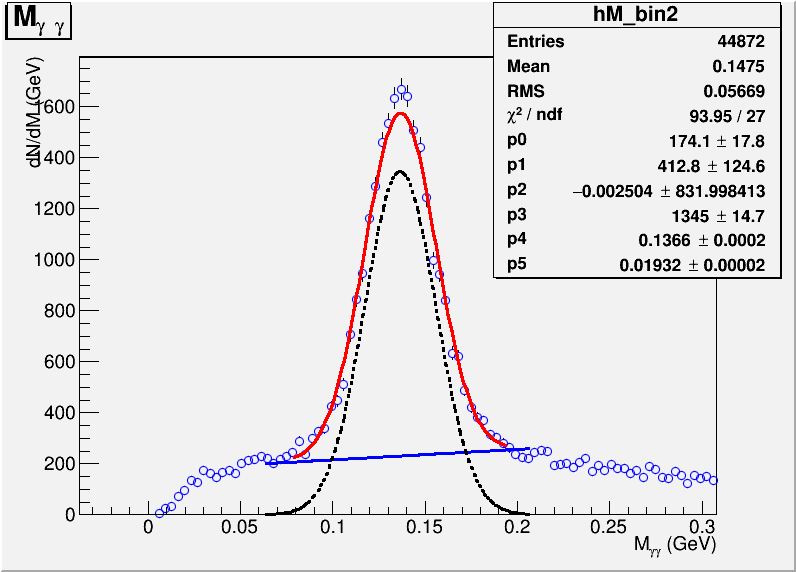 Mγ γ
hM_bin2
Entries 44872
Mean 0.1475
RMS 0.05669
χ² / ndf 93.95 / 27
p0 174.1 ± 17.8
p1 412.8 ± 124.6
p2 −0.002504 ± 831.998413
p3 1345 ± 14.7
p4 0.1366 ± 0.0002
p5 0.01932 ± 0.00002
dN/dM (GeV)
1600
1400
1200
1000
800
600
400
200
0
0 0.05 0.1 0.15 0.2 0.25 0.3
Mγγ (GeV)